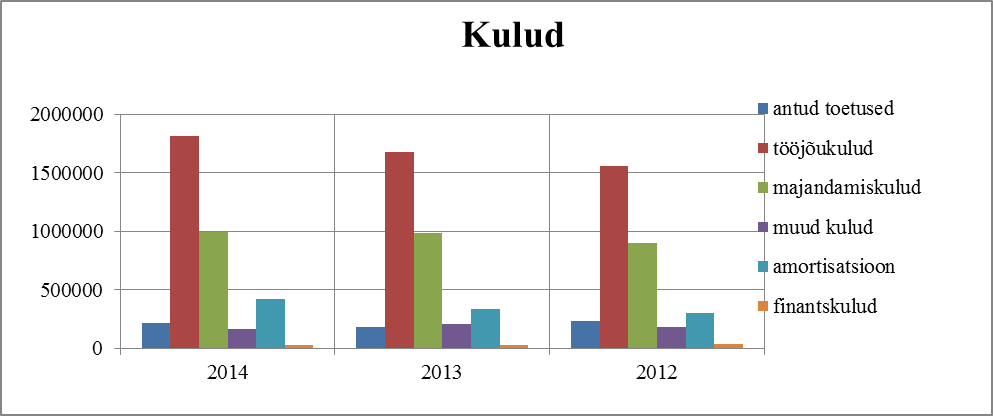 Kulud
2000000
1500000
1000000
500000
0
2014
2013
2012
antud toetused
tööjõukulud
majandamiskulud
muud kulud
amortisatsioon
finantskulud